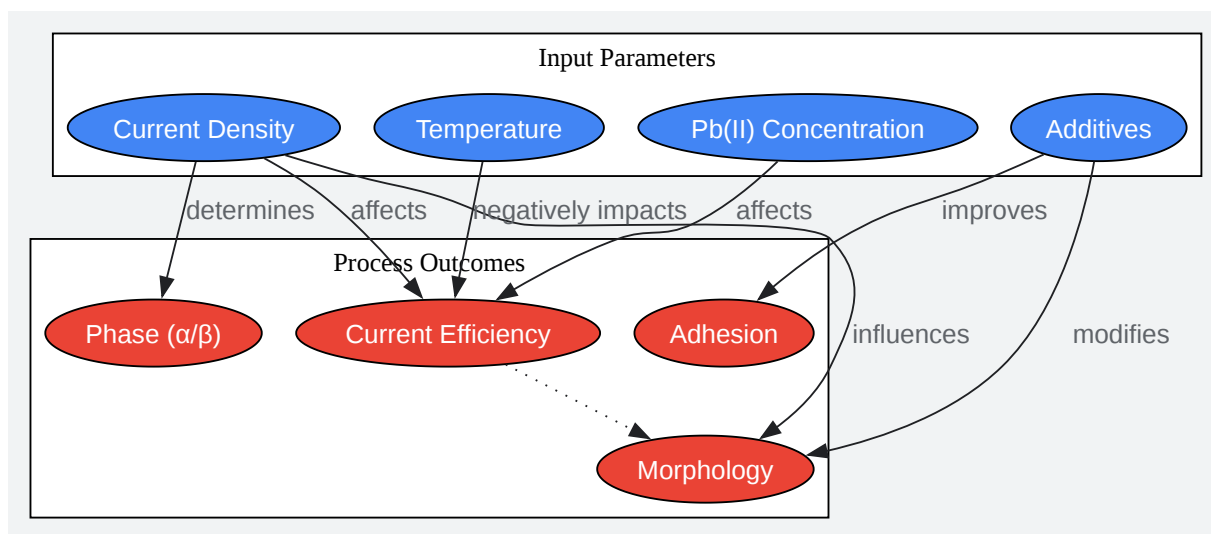 Input Parameters
Current Density
Temperature
Pb(II) Concentration
Additives
determines
affects
negatively impacts
affects
improves
Process Outcomes
Phase (α/β)
Current Efficiency
Adhesion
influences
modifies
Morphology